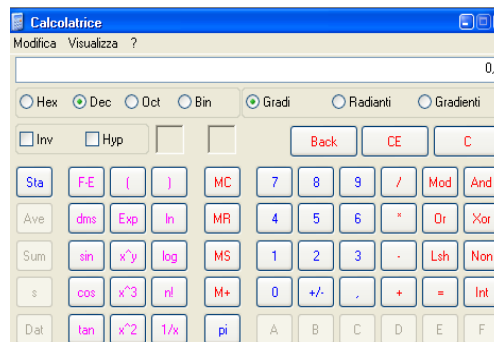 Calcolatrice
Modifica Visualizza ?
0,
Hex Dec Oct Bin Gradi Radianti Gradienti
Inv Hyp Back CE C
Sta F-E ( ) MC 7 8 9 / Mod And
Ave dms Exp ln MR 4 5 6 * Or Xor
Sum sin x^y log MS 1 2 3 - Lsh Non
s cos x^3 n! M+ 0 +/- , + = Int
Dat tan x^2 1/x pi A B C D E F